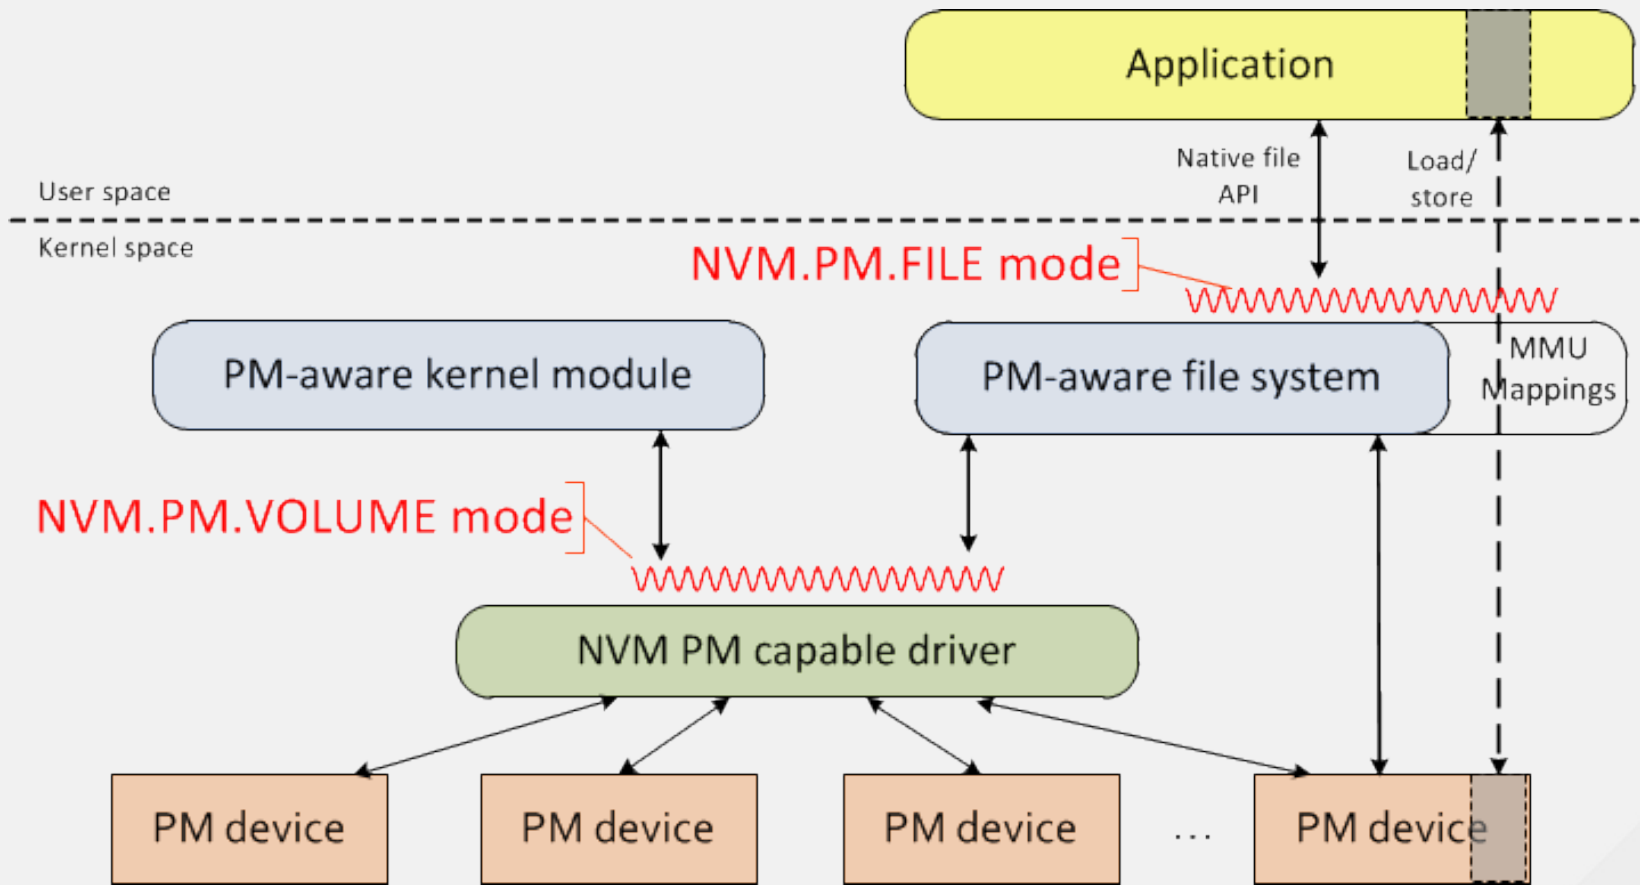 Application
Native file
API
Load/
store
User space
Kernel space
NVM.PM.FILE mode
PM-aware kernel module
PM-aware file system
MMU
Mappings
NVM.PM.VOLUME mode
NVM PM capable driver
PM device
PM device
PM device
...
PM device